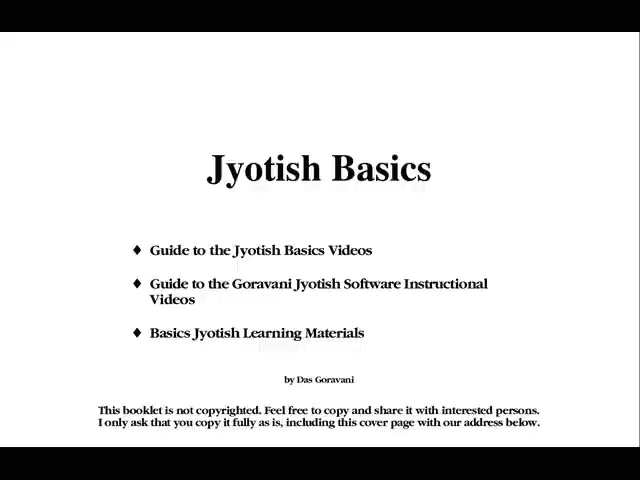 Jyotish Basics
♦ Guide to the Jyotish Basics Videos
♦ Guide to the Goravani Jyotish Software Instructional
Videos
♦ Basics Jyotish Learning Materials
by Das Goravani
This booklet is not copyrighted. Feel free to copy and share it with interested persons.
I only ask that you copy it fully as is, including this cover page with our address below.